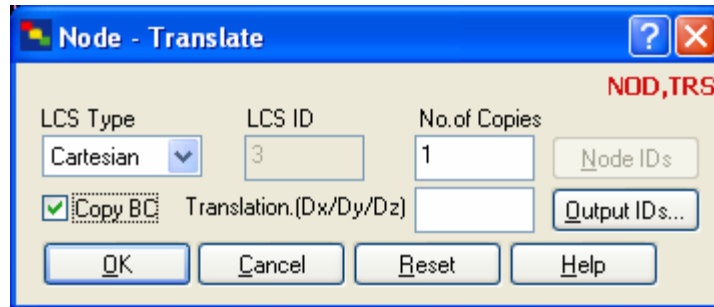 Node - Translate
NOD,TRS
LCS Type LCS ID No.of Copies
Cartesian 3 1 Node IDs
Copy BC Translation.(Dx/Dy/Dz) Output IDs...
OK Cancel Reset Help